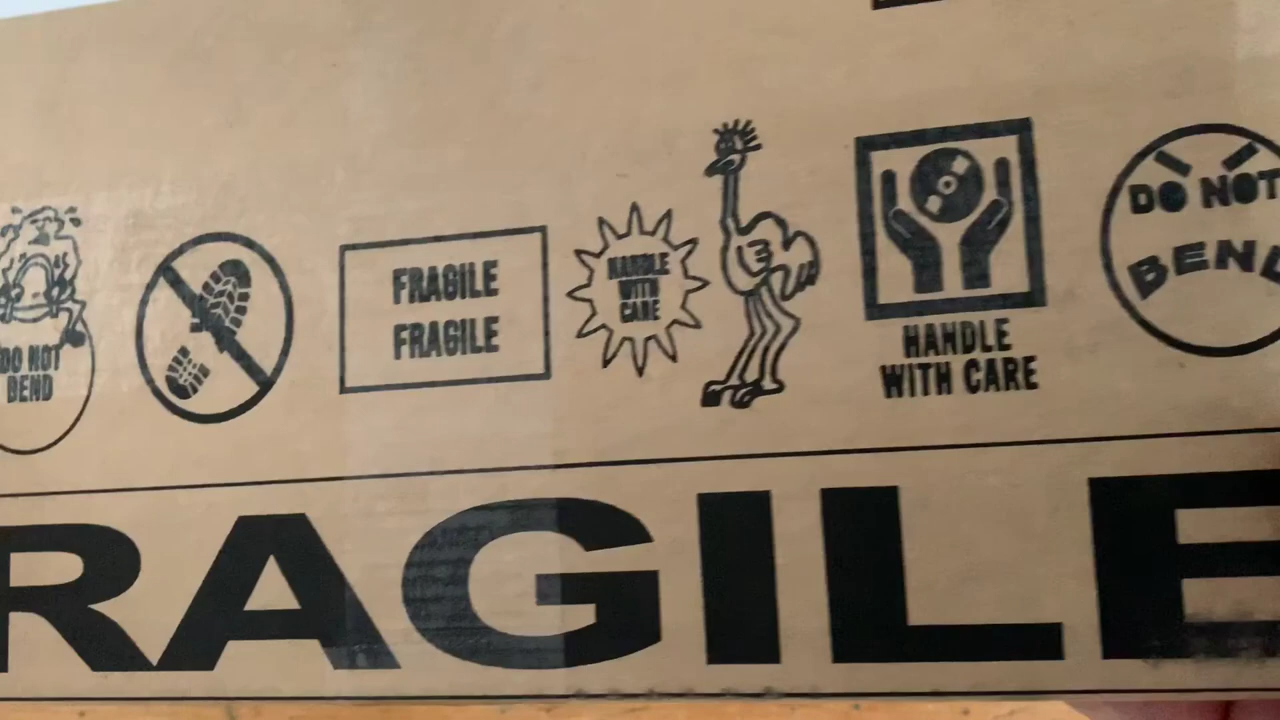 DO NOT
BEND
FRAGILE
FRAGILE
HANDLE
WITH
CARE
HANDLE
WITH CARE
DO NOT
BEND
RAGILE